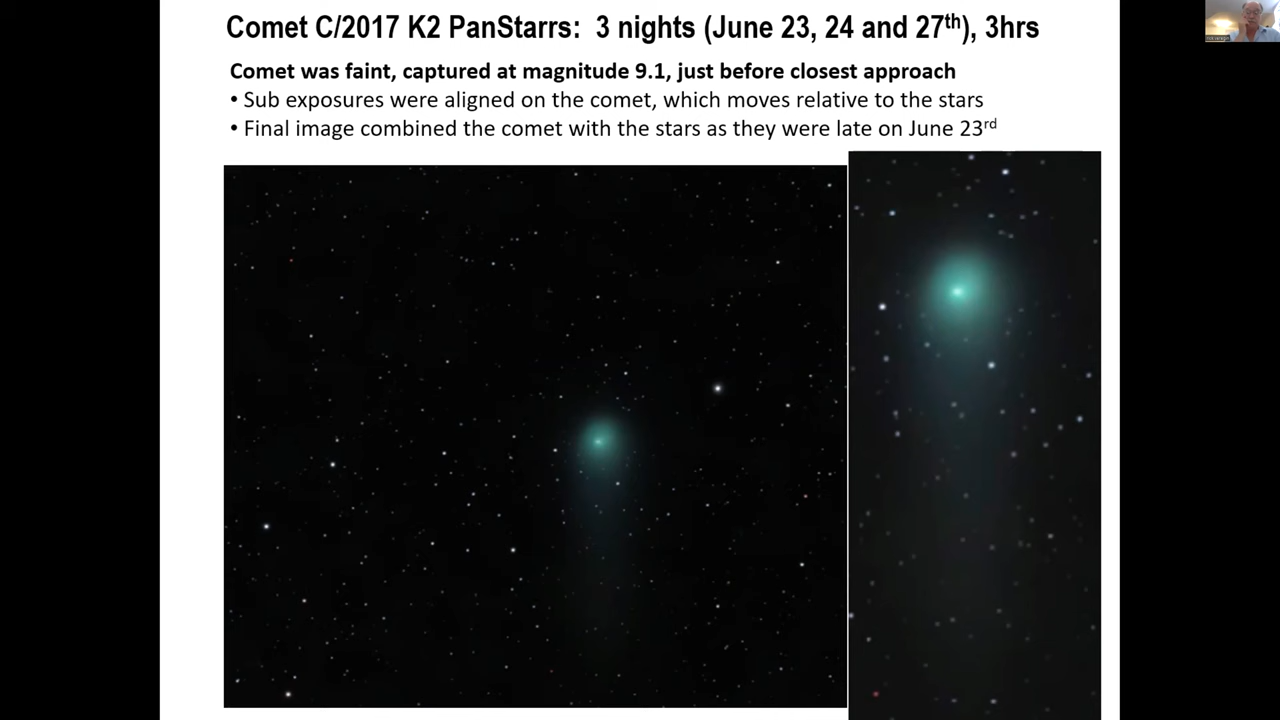 Comet C/2017 K2 PanStarrs:  3 nights (June 23, 24 and 27th), 3hrs
Comet was faint, captured at magnitude 9.1, just before closest approach
• Sub exposures were aligned on the comet, which moves relative to the stars
• Final image combined the comet with the stars as they were late on June 23rd